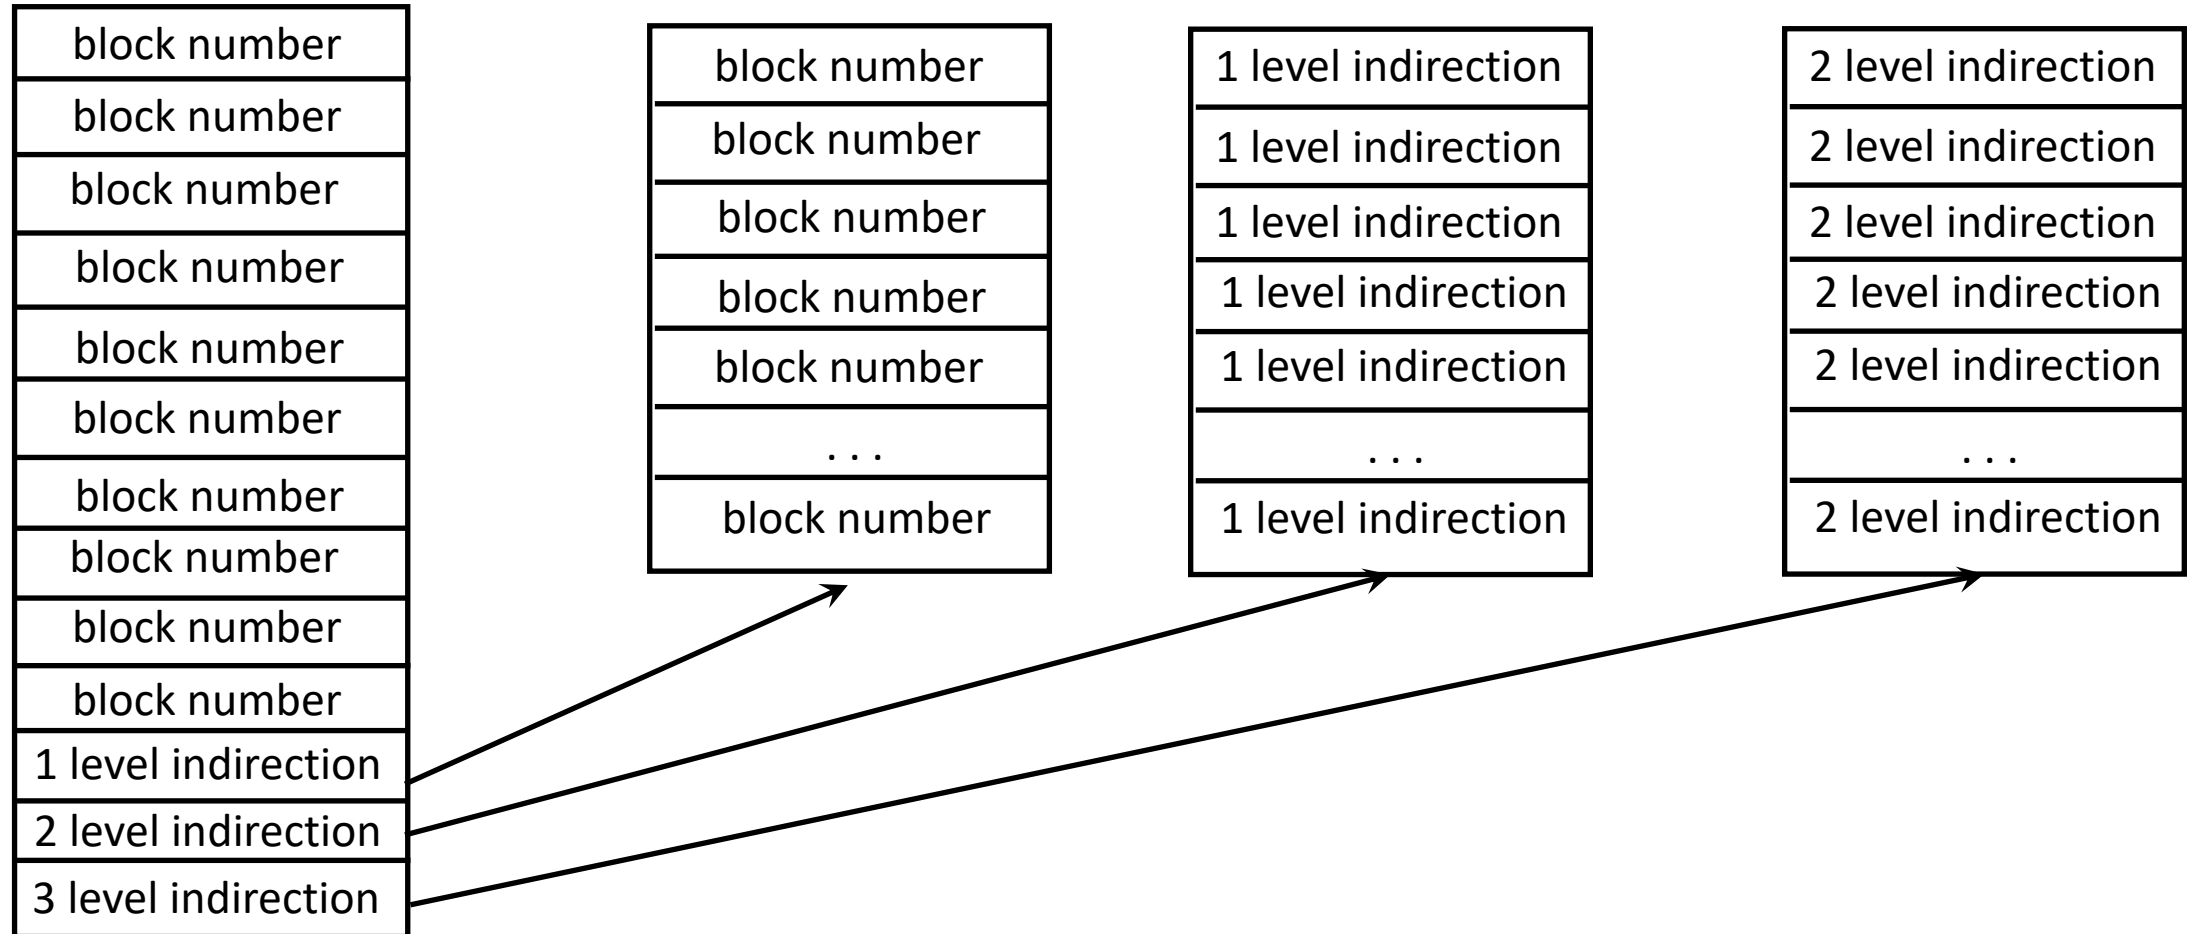 block number
block number
block number
block number
block number
block number
block number
block number
block number
block number
1 level indirection
2 level indirection
3 level indirection
block number
block number
block number
block number
block number
. . .
block number
1 level indirection
1 level indirection
1 level indirection
1 level indirection
1 level indirection
. . .
1 level indirection
2 level indirection
2 level indirection
2 level indirection
2 level indirection
2 level indirection
. . .
2 level indirection